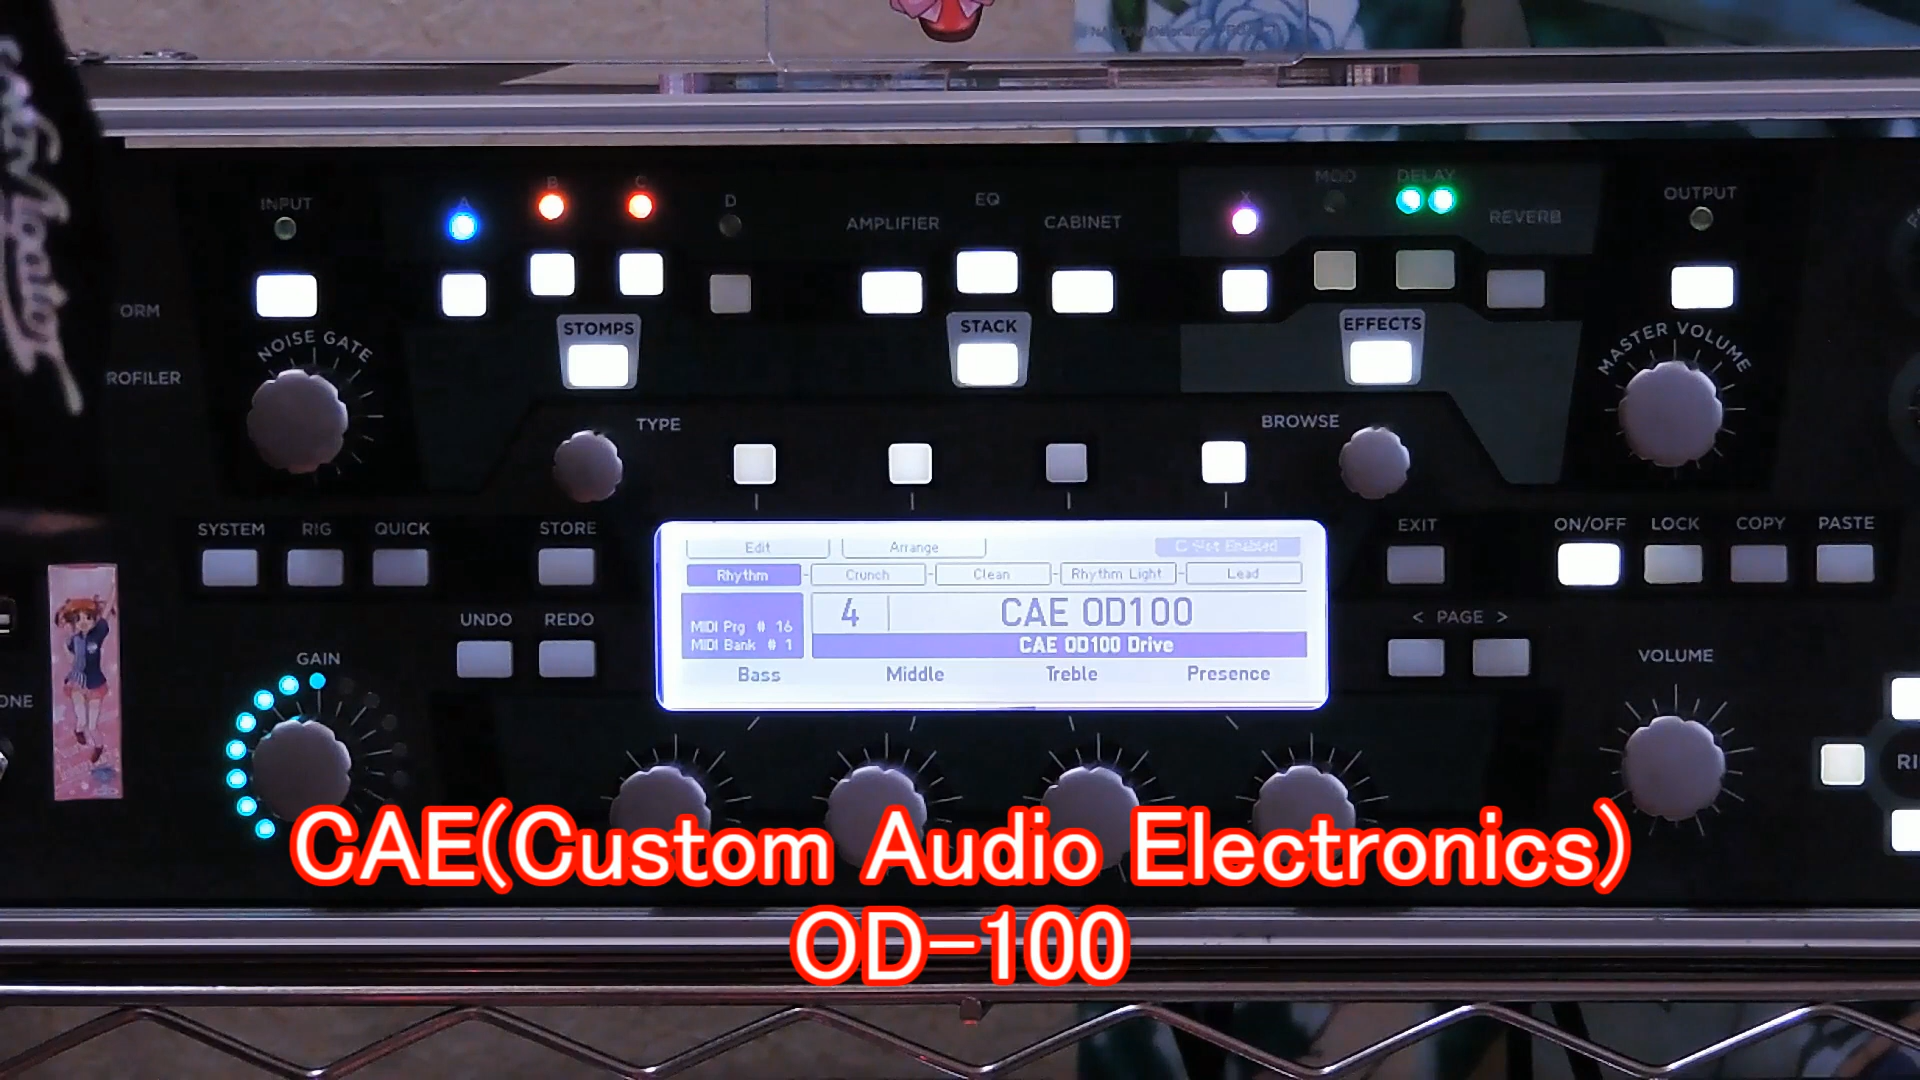 INPUT
A
B
C
D
AMPLIFIER
EQ
CABINET
X
MOD
DELAY
REVERB
OUTPUT
ORM
ROFILER
NOISE GATE
STOMPS
STACK
EFFECTS
MASTER VOLUME
TYPE
BROWSE
SYSTEM
RIG
QUICK
STORE
EXIT
ON/OFF
LOCK
COPY
PASTE
Edit
Arrange
Rhythm
Crunch
Clean
Rhythm Light
Lead
UNDO
REDO
MIDI Prg # 16
MIDI Bank # 1
4
CAE OD100
CAE OD100 Drive
Bass
Middle
Treble
Presence
< PAGE >
GAIN
VOLUME
ONE
RI
CAE(Custom Audio Electronics)
OD-100